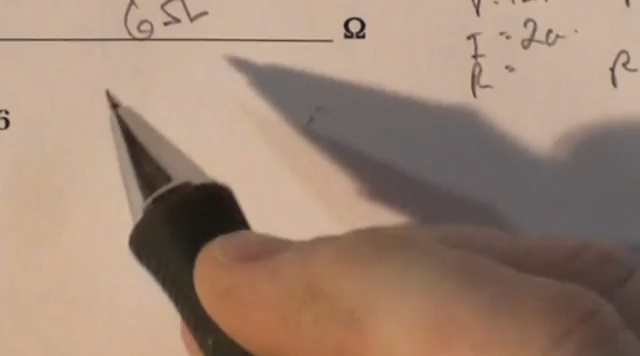 6Ω Ω
I = 2a.
R = R
6